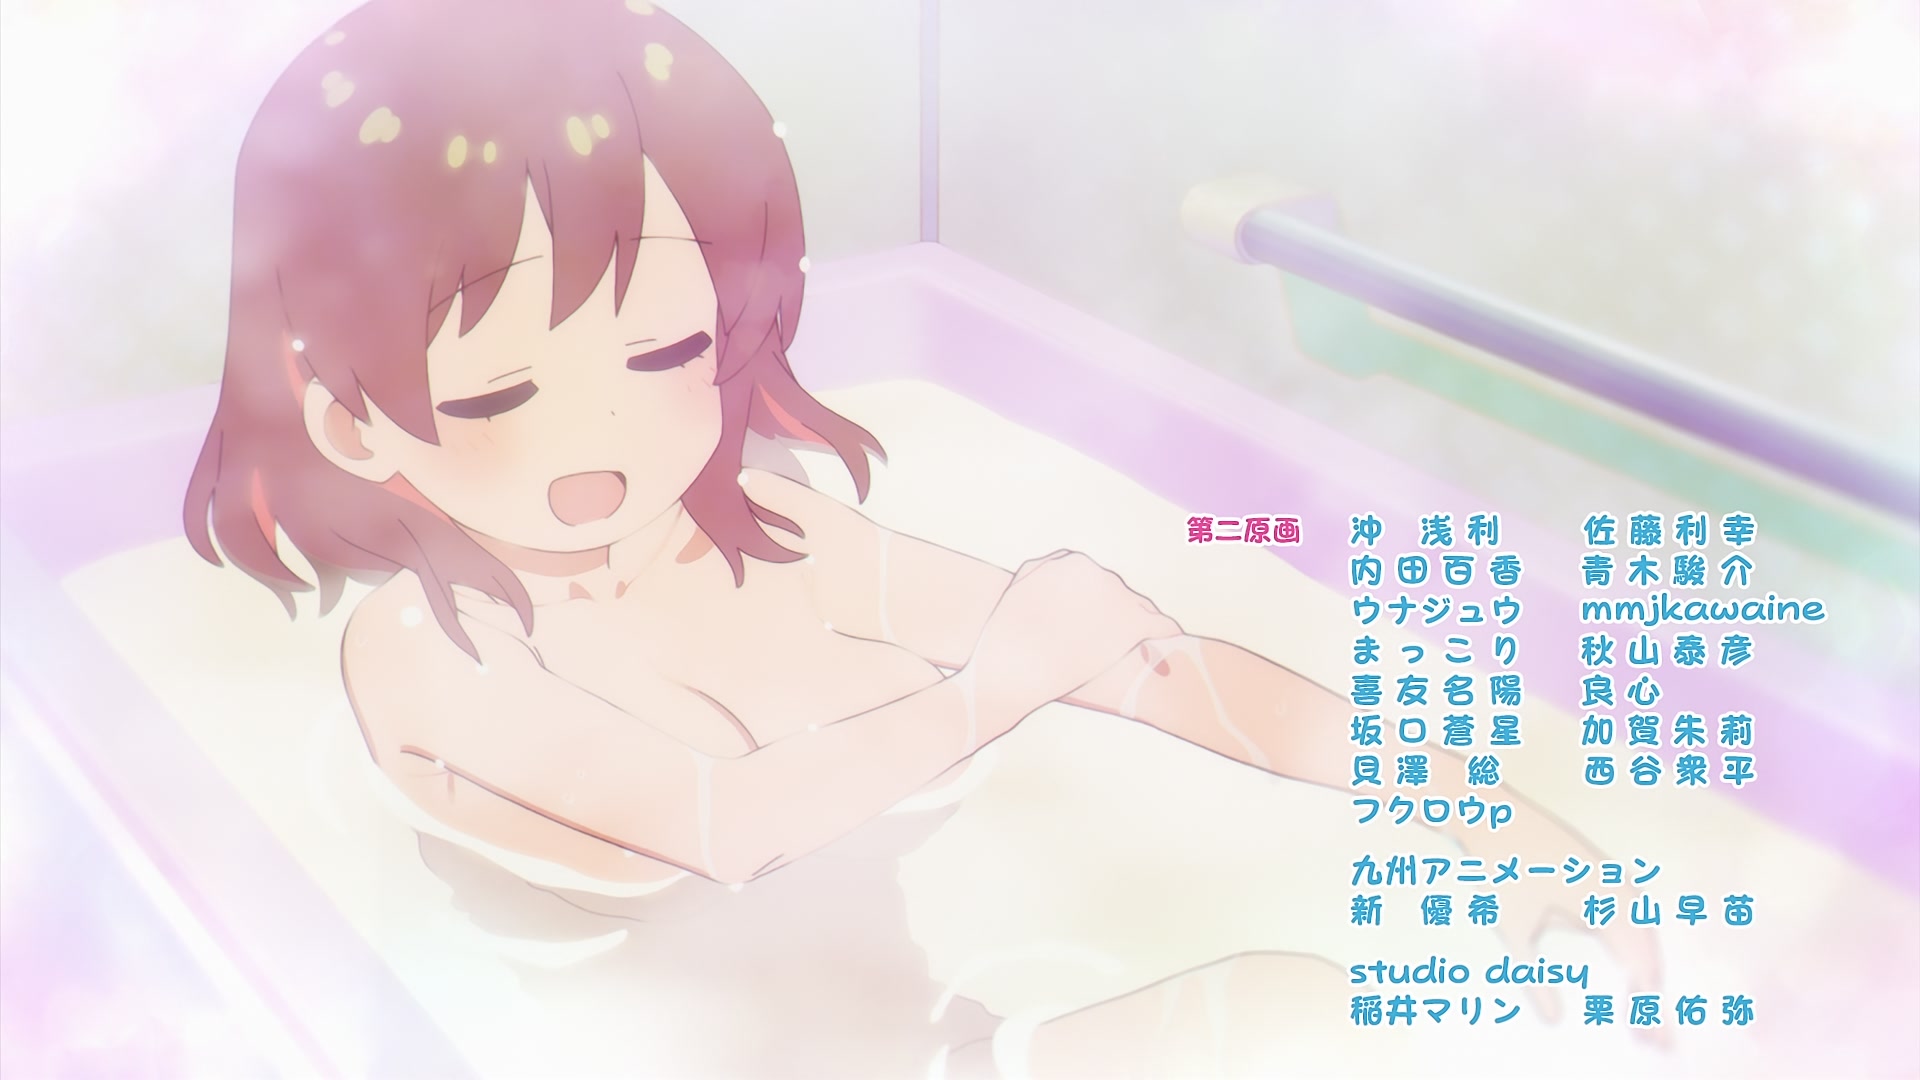 第二原画
沖 浅利 佐藤利幸
内田百香 青木駿介
ウナジュウ mmjkawaine
まっこり 秋山泰彦
喜友名陽 良心
坂口蒼星 加賀朱莉
貝澤 総 西谷衆平
フクロウp
九州アニメーション
新 優希 杉山早苗
studio daisy
稲井マリン 栗原佑弥